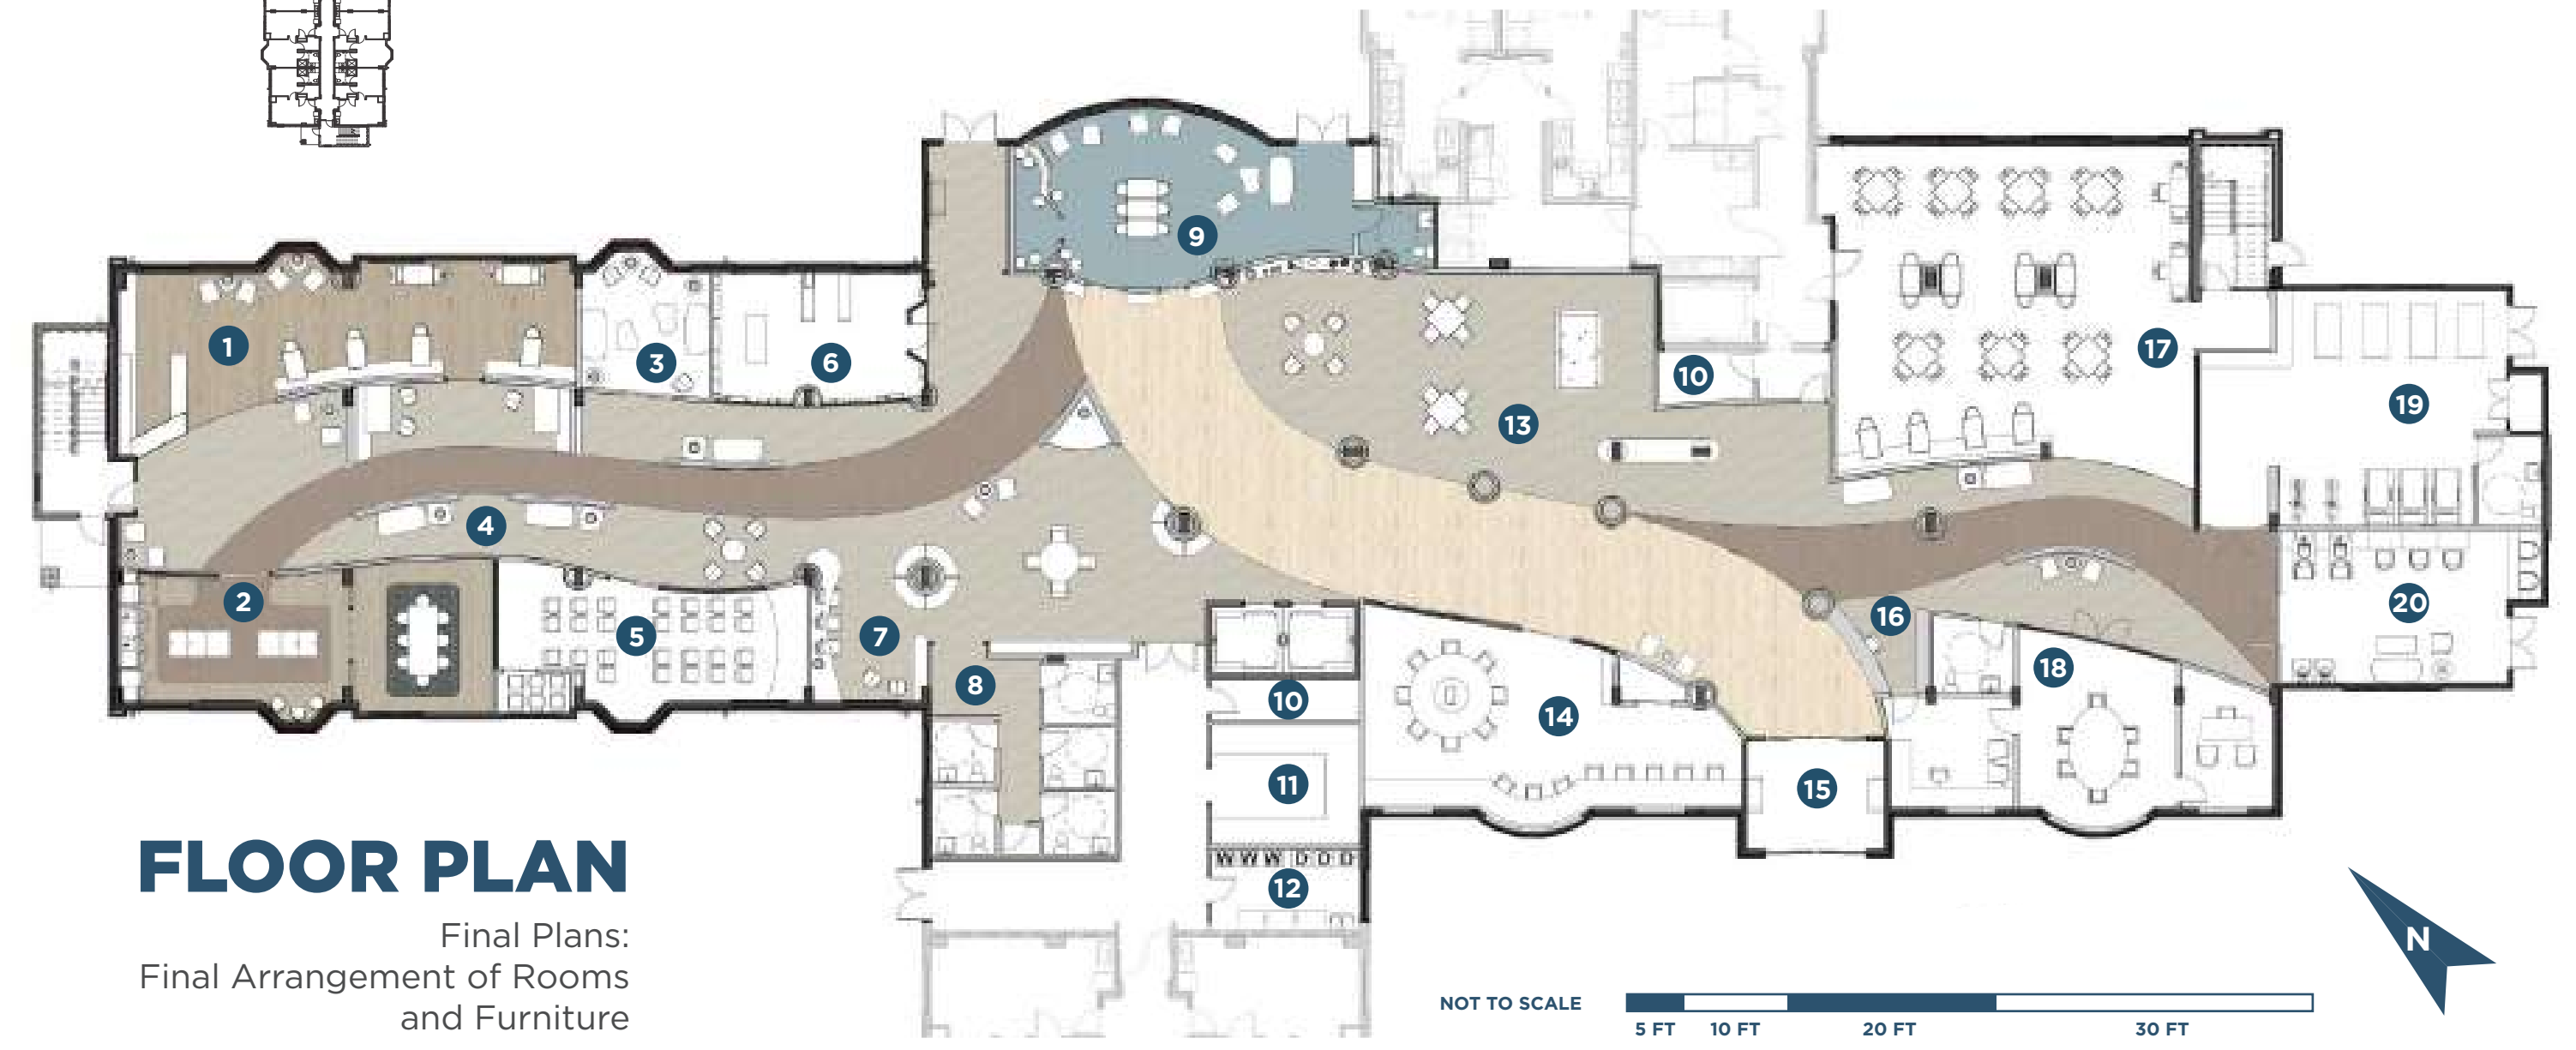 9
1
3
6
10
13
17
19
4
2
5
7
8
10
11
W W W D D D
12
14
15
16
18
20
FLOOR PLAN
Final Plans:
Final Arrangement of Rooms
and Furniture
N
NOT TO SCALE
5 FT 10 FT 20 FT 30 FT